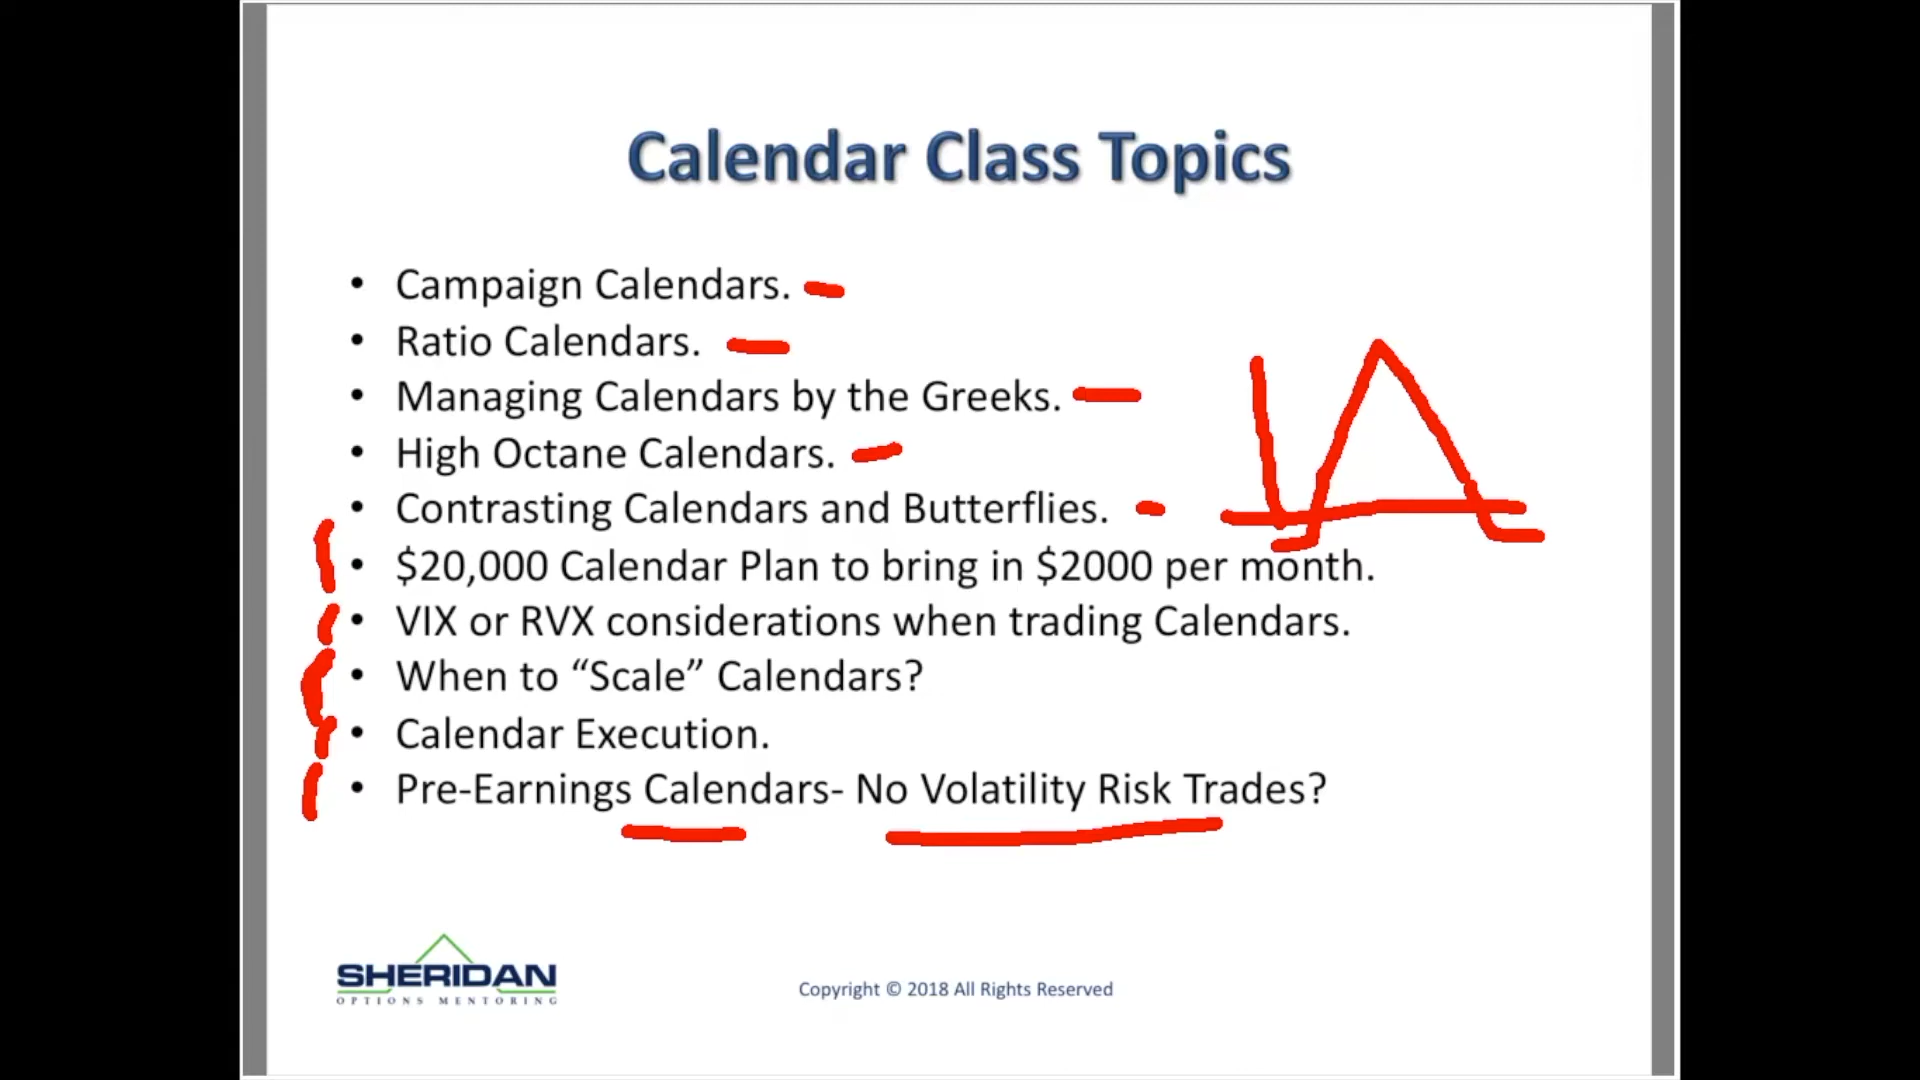 Calendar Class Topics
• Campaign Calendars.
• Ratio Calendars.
• Managing Calendars by the Greeks.
• High Octane Calendars.
• Contrasting Calendars and Butterflies.
• $20,000 Calendar Plan to bring in $2000 per month.
• VIX or RVX considerations when trading Calendars.
• When to “Scale” Calendars?
• Calendar Execution.
• Pre-Earnings Calendars- No Volatility Risk Trades?
SHERIDAN
OPTIONS MENTORING
Copyright © 2018 All Rights Reserved